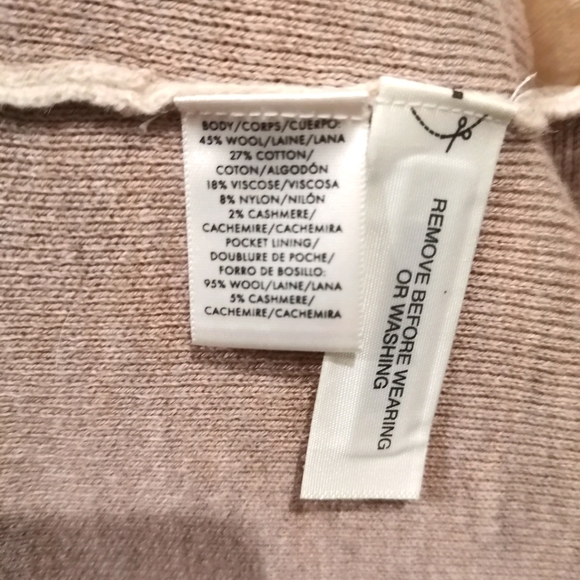 BODY/CORPS/CUERPO:
45% WOOL/LAINE/LANA
27% COTTON/
COTON/ALGODÓN
18% VISCOSE/VISCOSA
8% NYLON/NILÓN
2% CASHMERE/
CACHEMIRE/CACHEMIRA
POCKET LINING/
DOUBLURE DE POCHE/
FORRO DE BOSILLO:
95% WOOL/LAINE/LANA
5% CASHMERE/
CACHEMIRE/CACHEMIRA
REMOVE BEFORE WEARING
OR WASHING